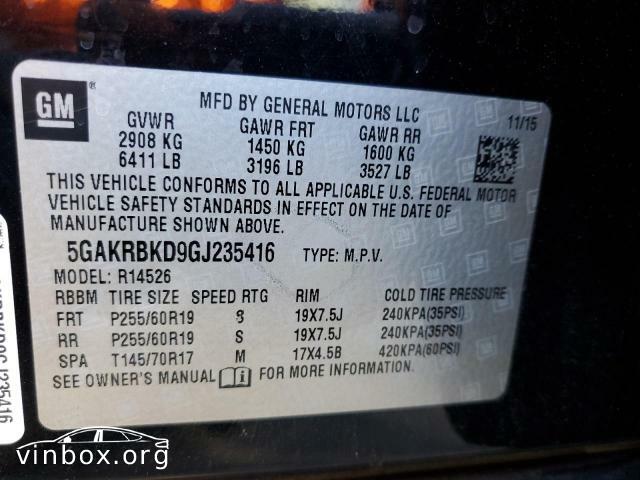 GM ®
MFD BY GENERAL MOTORS LLC
11/15
GVWR GAWR FRT GAWR RR
2908 KG 1450 KG 1600 KG
6411 LB 3196 LB 3527 LB
THIS VEHICLE CONFORMS TO ALL APPLICABLE U.S. FEDERAL MOTOR
VEHICLE SAFETY STANDARDS IN EFFECT ON THE DATE OF
MANUFACTURE SHOWN ABOVE.
5GAKRBKD9GJ235416 TYPE: M.P.V.
MODEL: R14526
RBBM TIRE SIZE SPEED RTG RIM COLD TIRE PRESSURE
FRT P255/60R19 S 19X7.5J 240KPA(35PSI)
RR P255/60R19 S 19X7.5J 240KPA(35PSI)
SPA T145/70R17 M 17X4.5B 420KPA(60PSI)
SEE OWNER'S MANUAL FOR MORE INFORMATION.
vinbox.org